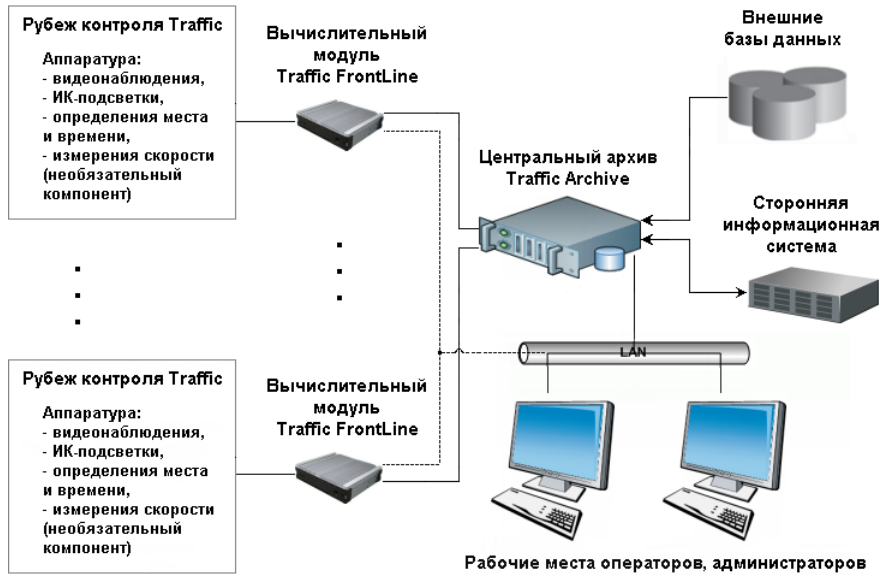 Рубеж контроля Traffic
Аппаратура:
- видеонаблюдения,
- ИК-подсветки,
- определения места
и времени,
- измерения скорости
(необязательный
компонент)
Вычислительный
модуль
Traffic FrontLine
Внешние
базы данных
Центральный архив
Traffic Archive
Сторонняя
информационная
система
LAN
Рубеж контроля Traffic
Аппаратура:
- видеонаблюдения,
- ИК-подсветки,
- определения места
и времени,
- измерения скорости
(необязательный
компонент)
Вычислительный
модуль
Traffic FrontLine
Рабочие места операторов, администраторов